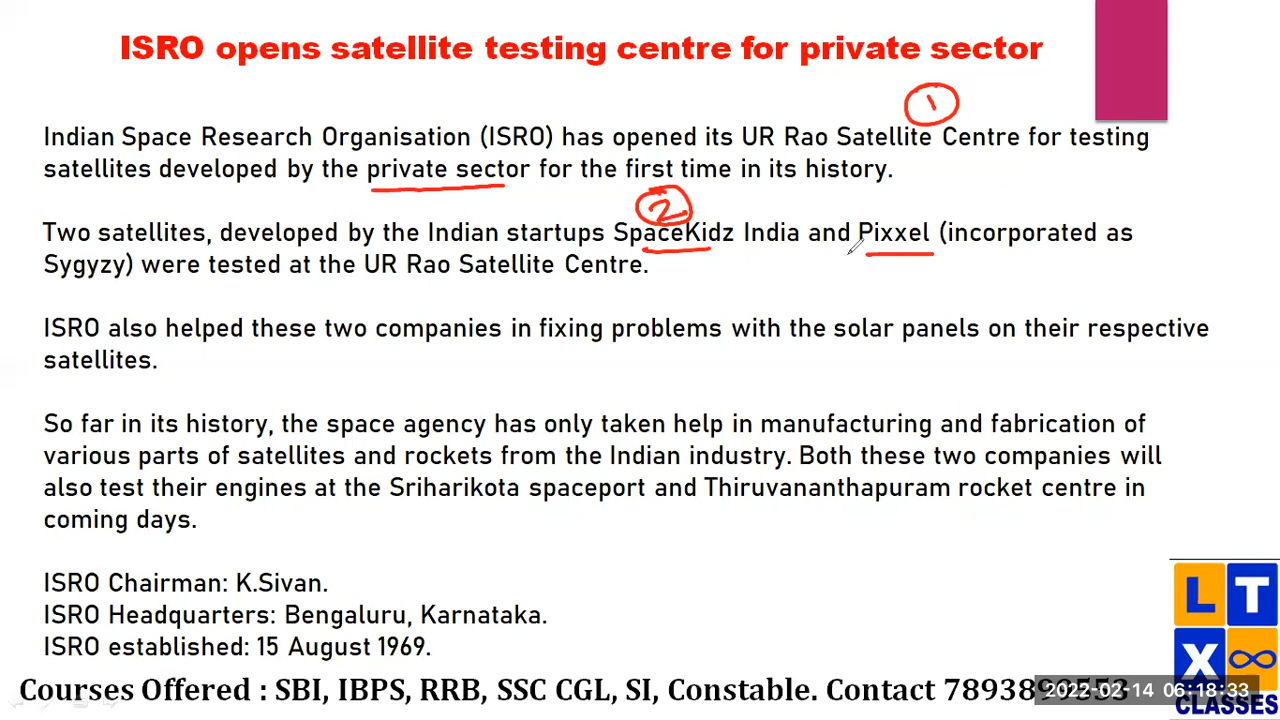 ISRO opens satellite testing centre for private sector
1
Indian Space Research Organisation (ISRO) has opened its UR Rao Satellite Centre for testing
satellites developed by the private sector for the first time in its history.
2
Two satellites, developed by the Indian startups SpaceKidz India and Pixxel (incorporated as
Sygyzy) were tested at the UR Rao Satellite Centre.
ISRO also helped these two companies in fixing problems with the solar panels on their respective
satellites.
So far in its history, the space agency has only taken help in manufacturing and fabrication of
various parts of satellites and rockets from the Indian industry. Both these two companies will
also test their engines at the Sriharikota spaceport and Thiruvananthapuram rocket centre in
coming days.
ISRO Chairman: K.Sivan.
ISRO Headquarters: Bengaluru, Karnataka.
ISRO established: 15 August 1969.
L T
X ∞
CLASSES
Courses Offered : SBI, IBPS, RRB, SSC CGL, SI, Constable. Contact
2022-02-14 06:18:33